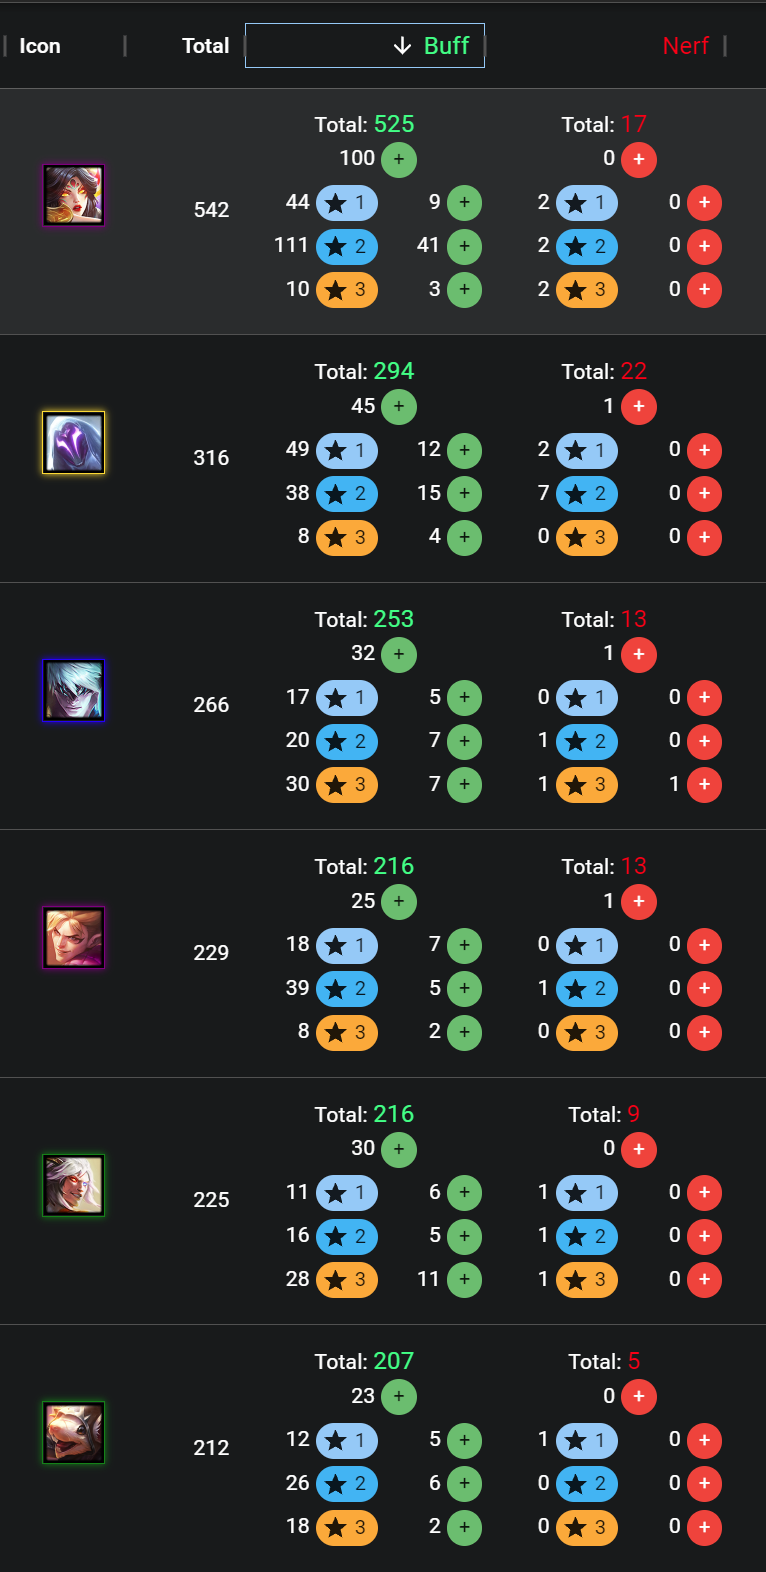 Icon Total ↓ Buff Nerf
Total: 525 Total: 17
100 + 0 +
44 ★ 1 9 + 2 ★ 1 0 +
542
111 ★ 2 41 + 2 ★ 2 0 +
10 ★ 3 3 + 2 ★ 3 0 +
Total: 294 Total: 22
45 + 1 +
49 ★ 1 12 + 2 ★ 1 0 +
316
38 ★ 2 15 + 7 ★ 2 0 +
8 ★ 3 4 + 0 ★ 3 0 +
Total: 253 Total: 13
32 + 1 +
17 ★ 1 5 + 0 ★ 1 0 +
266
20 ★ 2 7 + 1 ★ 2 0 +
30 ★ 3 7 + 1 ★ 3 1 +
Total: 216 Total: 13
25 + 1 +
18 ★ 1 7 + 0 ★ 1 0 +
229
39 ★ 2 5 + 1 ★ 2 0 +
8 ★ 3 2 + 0 ★ 3 0 +
Total: 216 Total: 9
30 + 0 +
11 ★ 1 6 + 1 ★ 1 0 +
225
16 ★ 2 5 + 1 ★ 2 0 +
28 ★ 3 11 + 1 ★ 3 0 +
Total: 207 Total: 5
23 + 0 +
12 ★ 1 5 + 1 ★ 1 0 +
212
26 ★ 2 6 + 0 ★ 2 0 +
18 ★ 3 2 + 0 ★ 3 0 +